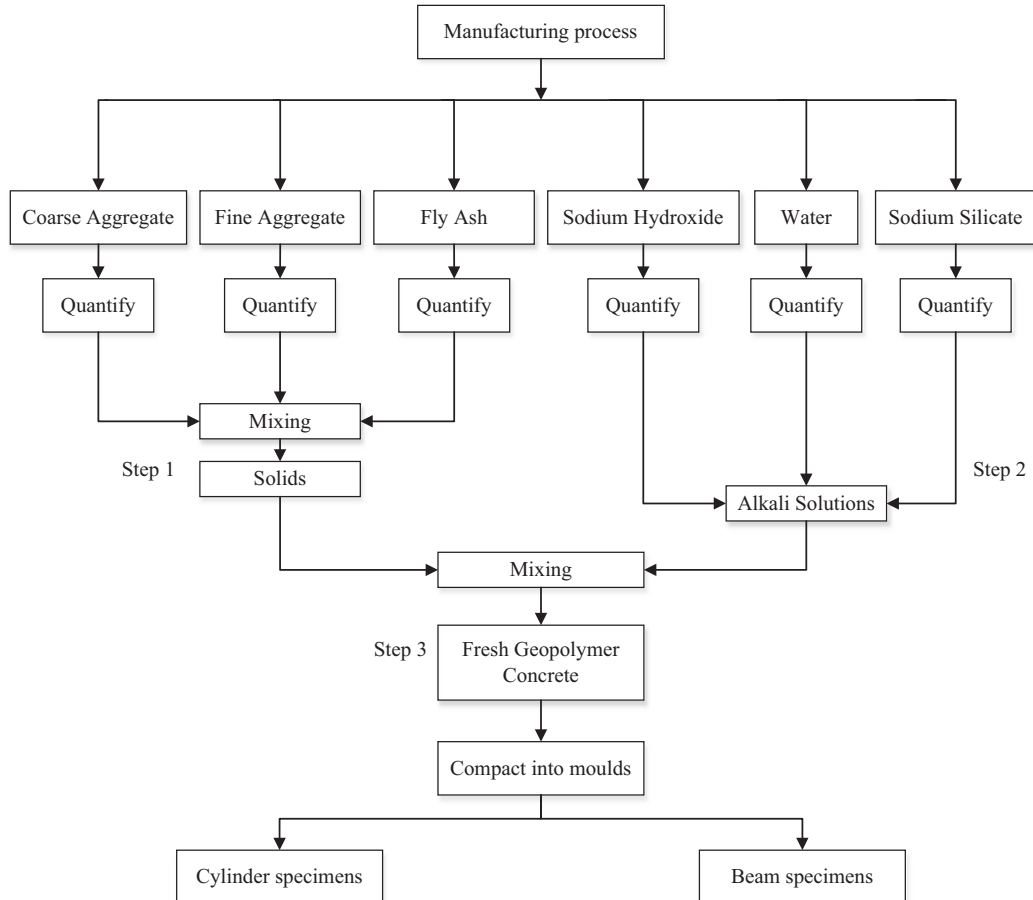 Manufacturing process
Coarse Aggregate
Fine Aggregate
Fly Ash
Sodium Hydroxide
Water
Sodium Silicate
Quantify
Quantify
Quantify
Quantify
Quantify
Quantify
Mixing
Step 1
Solids
Step 2
Alkali Solutions
Mixing
Step 3
Fresh Geopolymer
Concrete
Compact into moulds
Cylinder specimens
Beam specimens